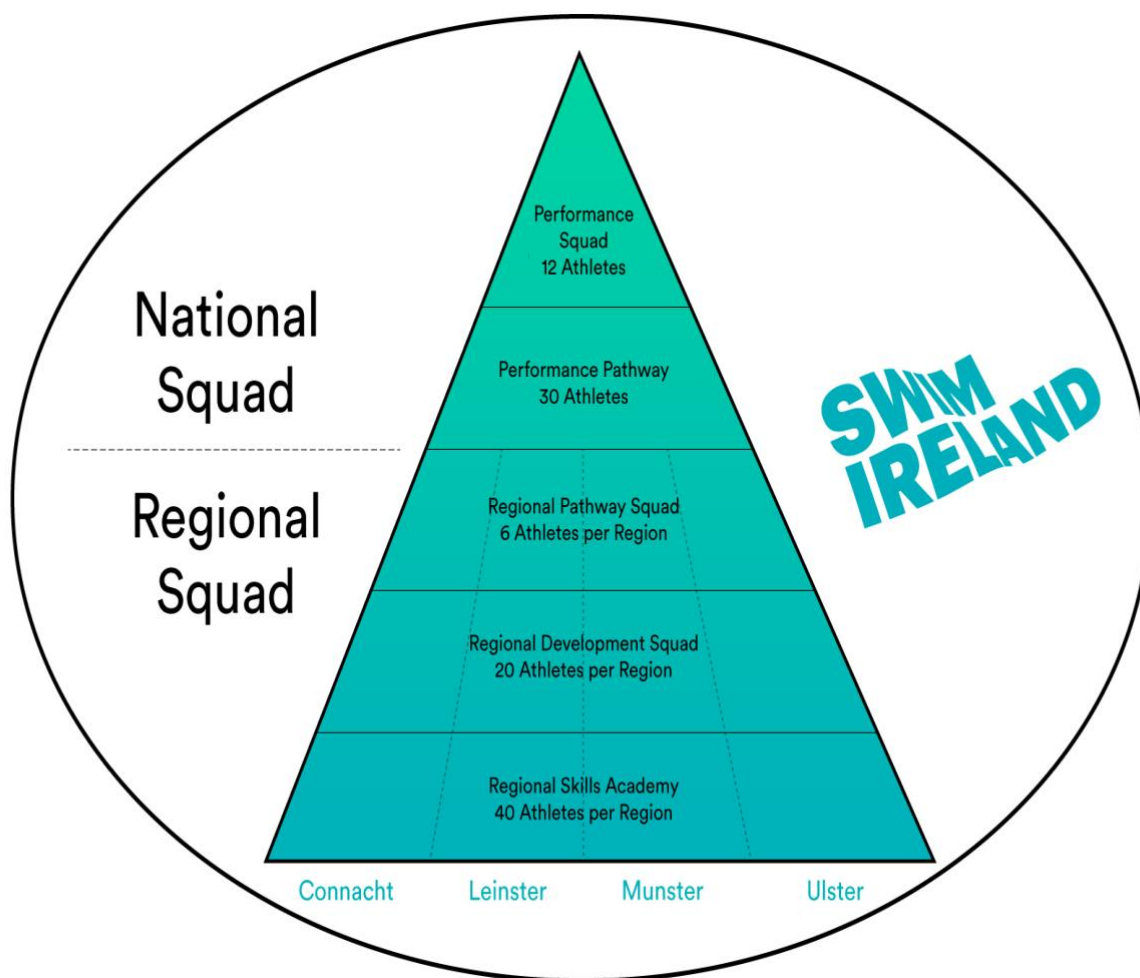 Performance
Squad
12 Athletes
National
Squad
Performance Pathway
30 Athletes
Regional
Squad
Regional Pathway Squad
6 Athletes per Region
Regional Development Squad
20 Athletes per Region
Regional Skills Academy
40 Athletes per Region
Connacht Leinster Munster Ulster
SWIM
IRELAND